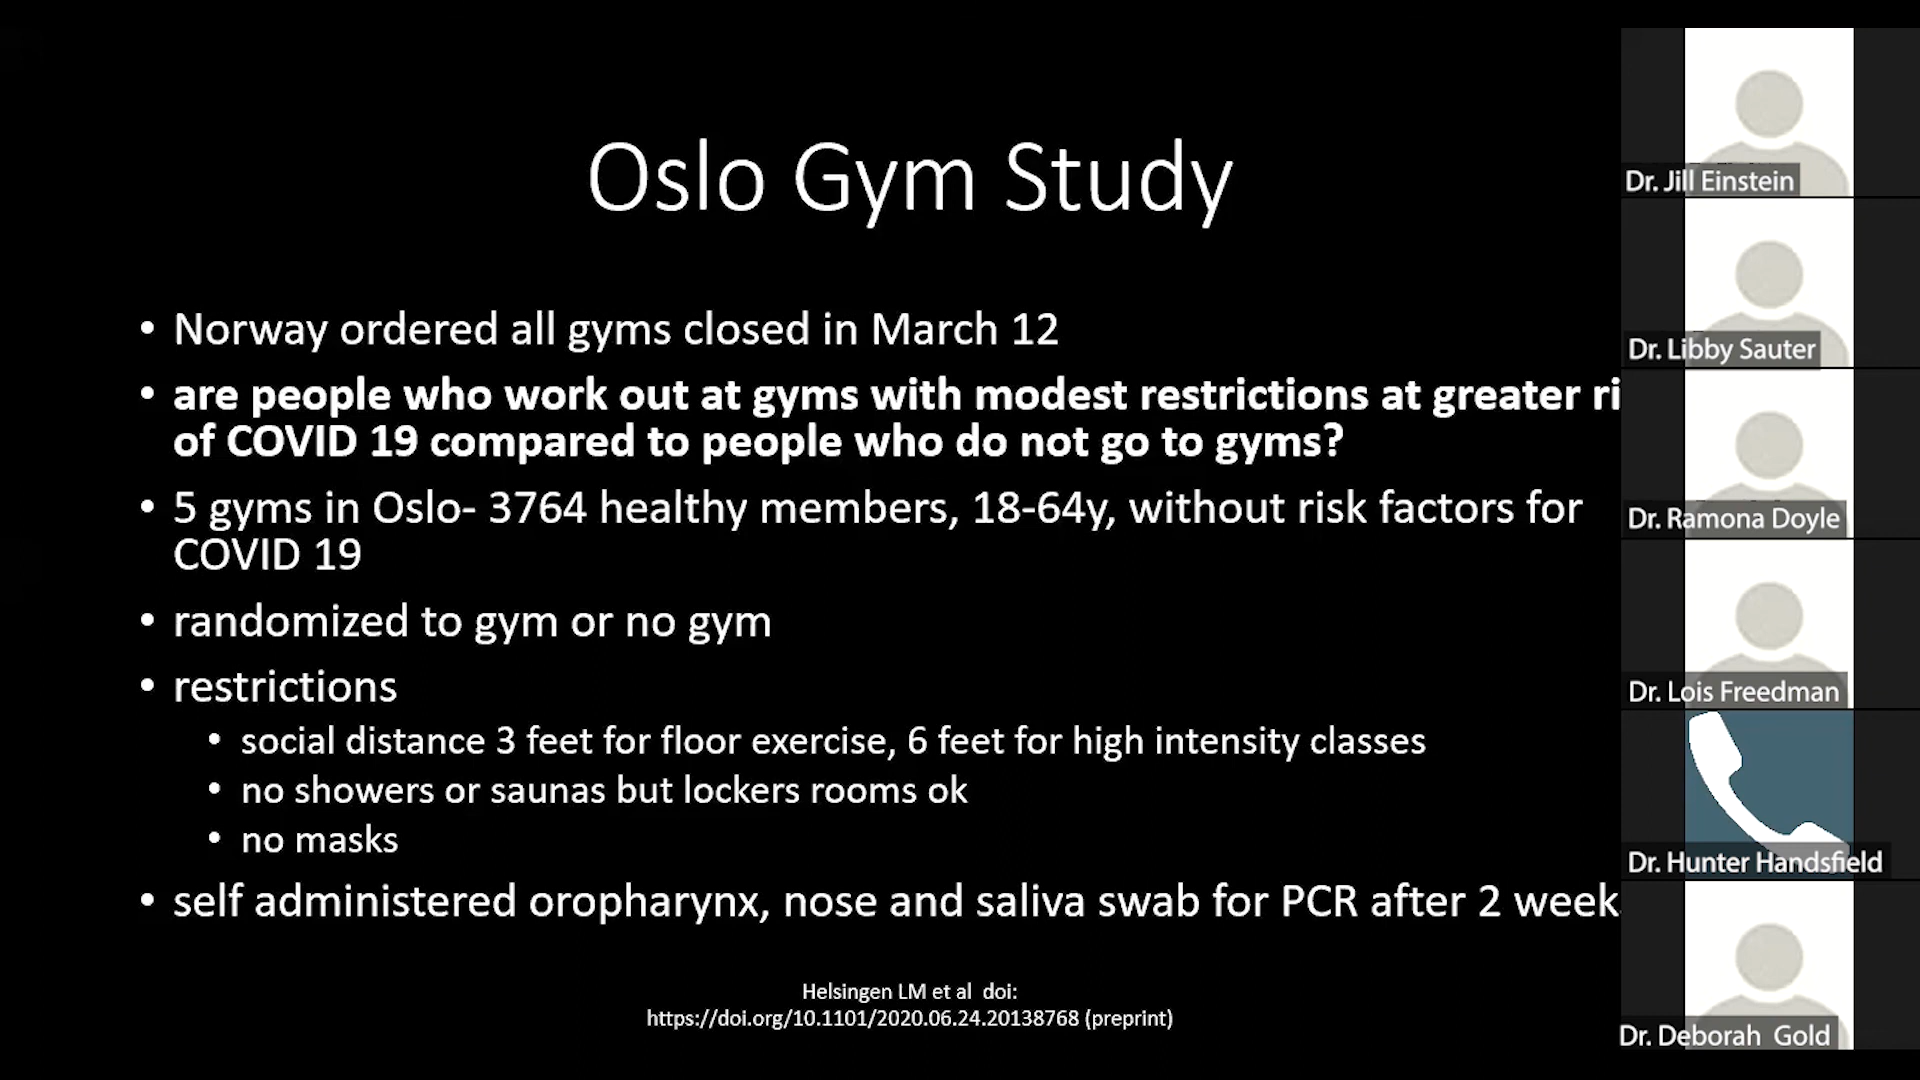 Oslo Gym Study
• Norway ordered all gyms closed in March 12
• are people who work out at gyms with modest restrictions at greater ri
of COVID 19 compared to people who do not go to gyms?
• 5 gyms in Oslo- 3764 healthy members, 18-64y, without risk factors for
COVID 19
• randomized to gym or no gym
• restrictions
• social distance 3 feet for floor exercise, 6 feet for high intensity classes
• no showers or saunas but lockers rooms ok
• no masks
• self administered oropharynx, nose and saliva swab for PCR after 2 week
Helsingen LM et al doi:
https://doi.org/10.1101/2020.06.24.20138768 (preprint)
Dr. Jill Einstein
Dr. Libby Sauter
Dr. Ramona Doyle
Dr. Lois Freedman
Dr. Hunter Handsfield
Dr. Deborah Gold